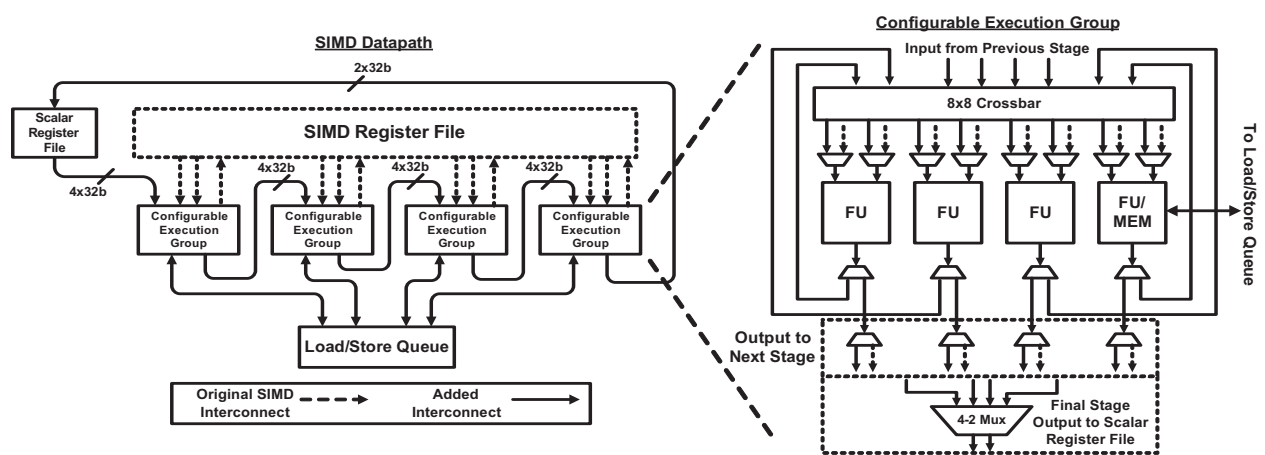 SIMD Datapath
2x32b
Scalar
Register
File
SIMD Register File
4x32b
4x32b
4x32b
4x32b
Configurable
Execution
Group
Configurable
Execution
Group
Configurable
Execution
Group
Configurable
Execution
Group
Load/Store Queue
Original SIMD
Interconnect
Added
Interconnect
Configurable Execution Group
Input from Previous Stage
8x8 Crossbar
FU
FU
FU
FU/
MEM
To Load/Store Queue
Output to
Next Stage
4-2 Mux
Final Stage
Output to Scalar
Register File